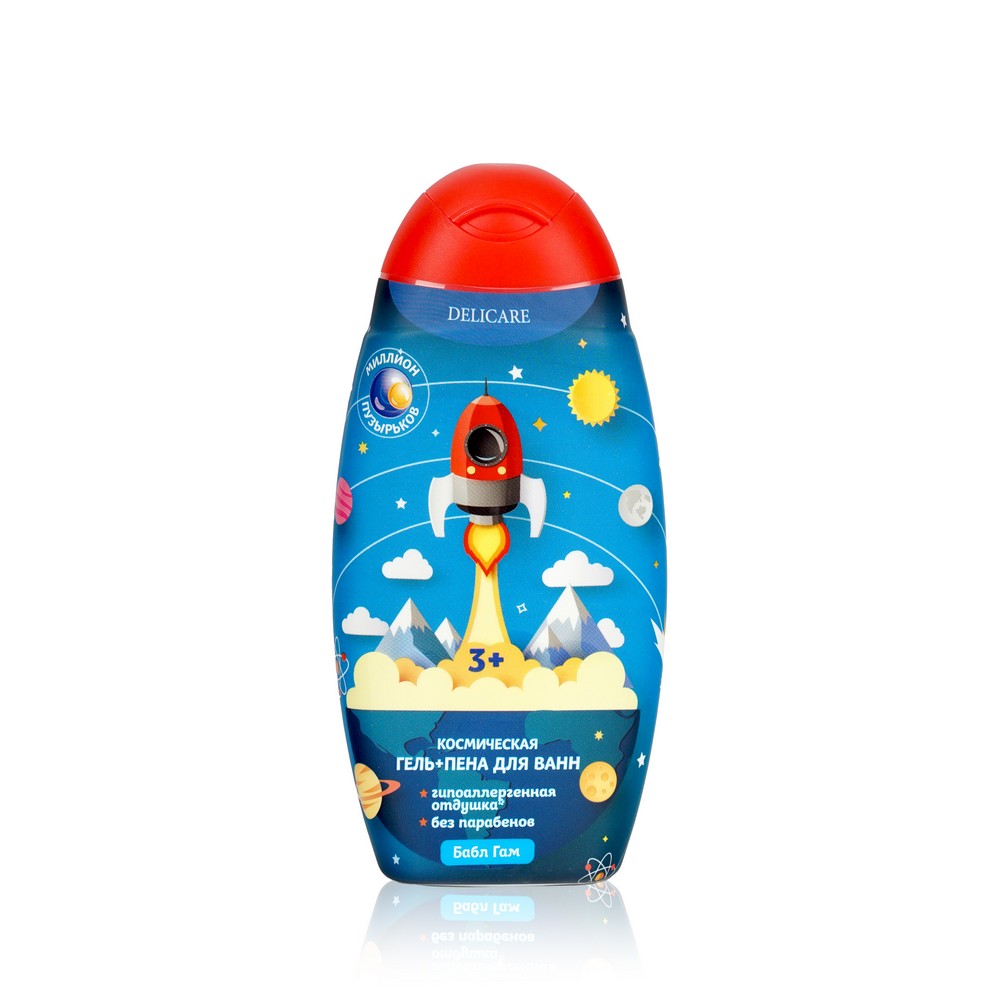 DELICARE
МИЛЛИОН
ПУЗЫРЬКОВ
3+
КОСМИЧЕСКАЯ
ГЕЛЬ+ПЕНА ДЛЯ ВАНН
гипоаллергенная
отдушка
без парабенов
Бабл Гам